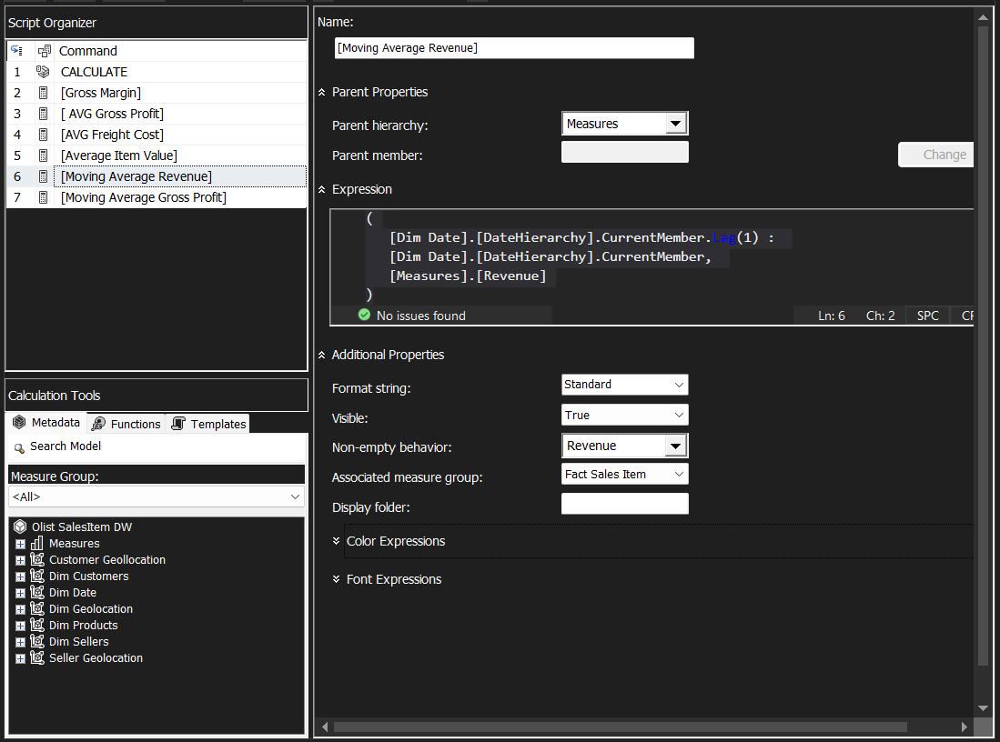 Script Organizer
Command
1 CALCULATE
2 [Gross Margin]
3 [ AVG Gross Profit]
4 [AVG Freight Cost]
5 [Average Item Value]
6 [Moving Average Revenue]
7 [Moving Average Gross Profit]
Calculation Tools
Metadata Functions Templates
Search Model
Measure Group:
<All>
Olist SalesItem DW
Measures
Customer Geollocation
Dim Customers
Dim Date
Dim Geolocation
Dim Products
Dim Sellers
Seller Geolocation
Name:
[Moving Average Revenue]
Parent Properties
Parent hierarchy: Measures
Parent member: Change
Expression
(
[Dim Date].[DateHierarchy].CurrentMember.Lag(1) :
[Dim Date].[DateHierarchy].CurrentMember,
[Measures].[Revenue]
)
No issues found Ln: 6 Ch: 2 SPC
Additional Properties
Format string: Standard
Visible: True
Non-empty behavior: Revenue
Associated measure group: Fact Sales Item
Display folder:
Color Expressions
Font Expressions